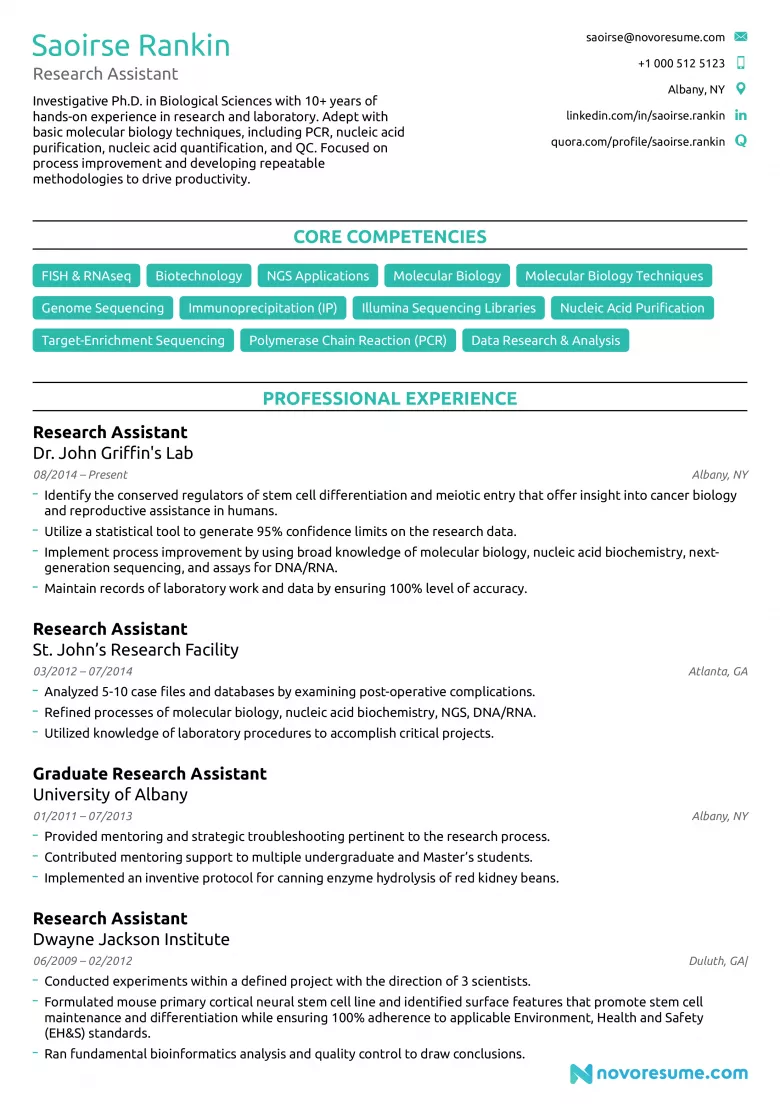 Saoirse Rankin
Research Assistant
Investigative Ph.D. in Biological Sciences with 10+ years of
hands-on experience in research and laboratory. Adept with
basic molecular biology techniques, including PCR, nucleic acid
purification, nucleic acid quantification, and QC. Focused on
process improvement and developing repeatable
methodologies to drive productivity.
saoirse@novoresume.com
+1 000 512 5123
Albany, NY
linkedin.com/in/saoirse.rankin
in
quora.com/profile/saoirse.rankin
Q
CORE COMPETENCIES
FISH & RNAseq Biotechnology NGS Applications Molecular Biology Molecular Biology Techniques
Genome Sequencing Immunoprecipitation (IP) Illumina Sequencing Libraries Nucleic Acid Purification
Target-Enrichment Sequencing Polymerase Chain Reaction (PCR) Data Research & Analysis
PROFESSIONAL EXPERIENCE
Research Assistant
Dr. John Griffin's Lab
08/2014 – Present Albany, NY
– Identify the conserved regulators of stem cell differentiation and meiotic entry that offer insight into cancer biology
and reproductive assistance in humans.
– Utilize a statistical tool to generate 95% confidence limits on the research data.
– Implement process improvement by using broad knowledge of molecular biology, nucleic acid biochemistry, next-
generation sequencing, and assays for DNA/RNA.
– Maintain records of laboratory work and data by ensuring 100% level of accuracy.
Research Assistant
St. John’s Research Facility
03/2012 – 07/2014 Atlanta, GA
– Analyzed 5-10 case files and databases by examining post-operative complications.
– Refined processes of molecular biology, nucleic acid biochemistry, NGS, DNA/RNA.
– Utilized knowledge of laboratory procedures to accomplish critical projects.
Graduate Research Assistant
University of Albany
01/2011 – 07/2013 Albany, NY
– Provided mentoring and strategic troubleshooting pertinent to the research process.
– Contributed mentoring support to multiple undergraduate and Master’s students.
– Implemented an inventive protocol for canning enzyme hydrolysis of red kidney beans.
Research Assistant
Dwayne Jackson Institute
06/2009 – 02/2012 Duluth, GA|
– Conducted experiments within a defined project with the direction of 3 scientists.
– Formulated mouse primary cortical neural stem cell line and identified surface features that promote stem cell
maintenance and differentiation while ensuring 100% adherence to applicable Environment, Health and Safety
(EH&S) standards.
– Ran fundamental bioinformatics analysis and quality control to draw conclusions.
novoresume.com